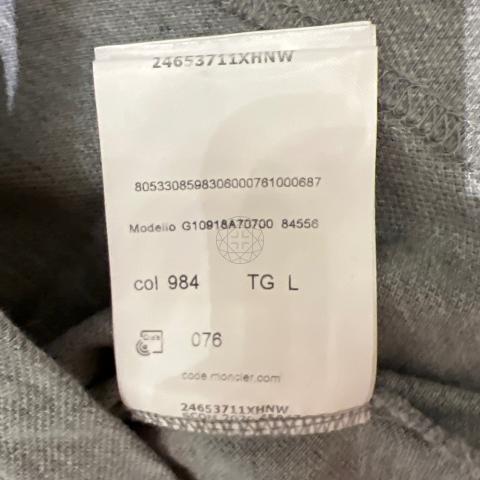 24653711XHNW
8053308598306000761000687
Modello G10918A70700 84556
col 984 TG L
076
code.moncler.com
24653711XHNW